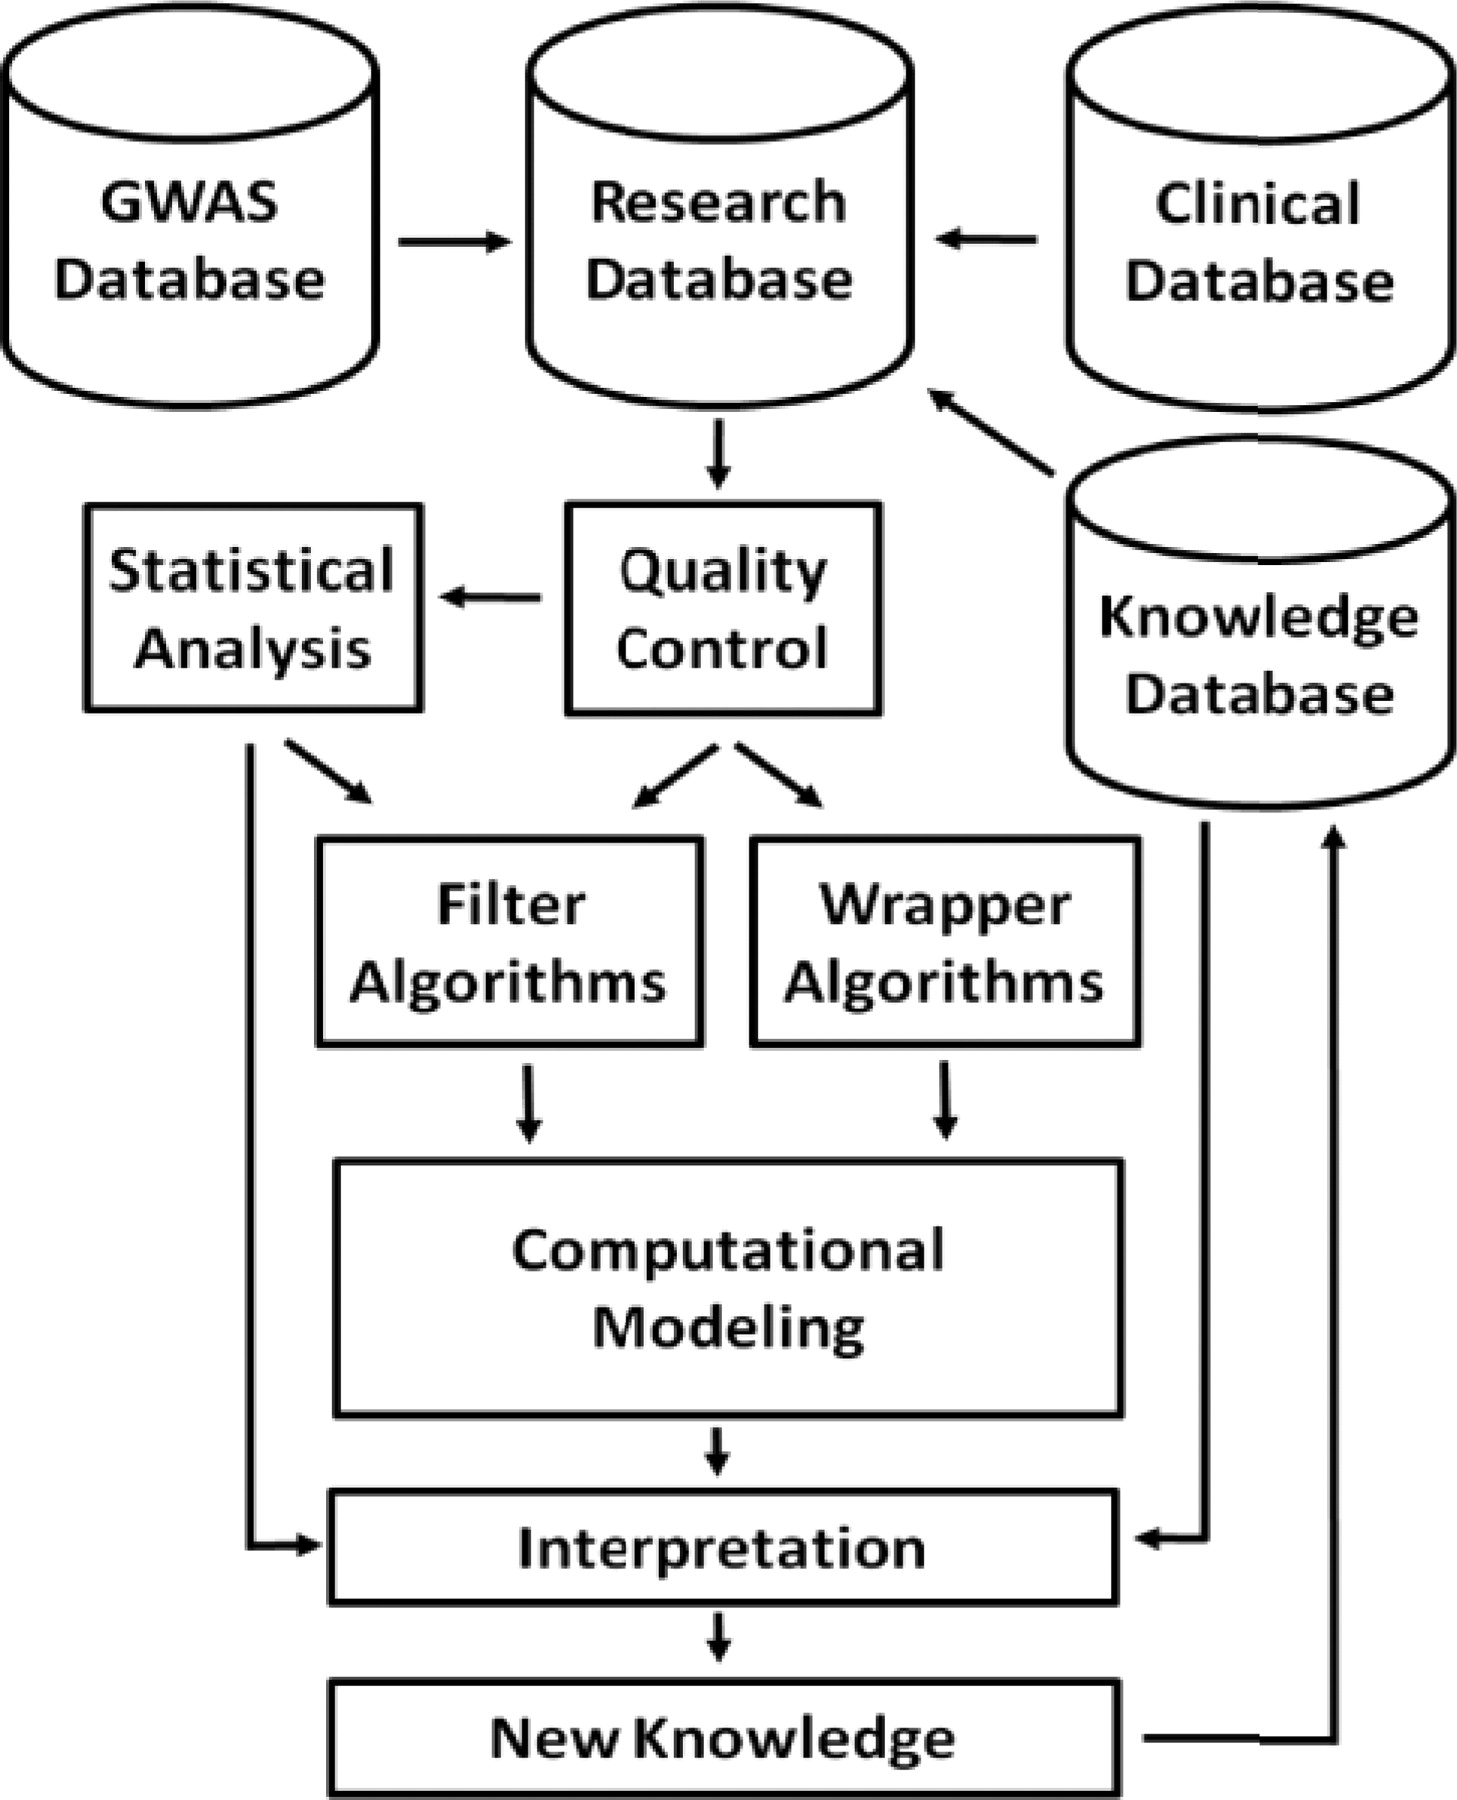 GWAS
Database
Research
Database
Clinical
Database
Statistical
Analysis
Quality
Control
Knowledge
Database
Filter
Algorithms
Wrapper
Algorithms
Computational
Modeling
Interpretation
New Knowledge